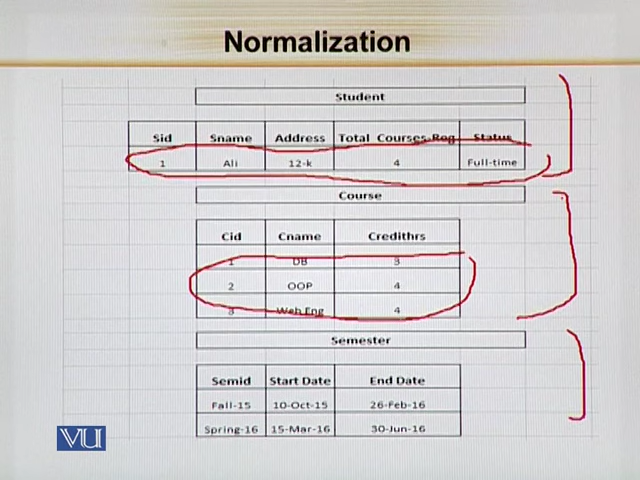 Normalization
Student
Sid Sname Address Total Courses-Reg Status
1 Ali 12-k 4 Full-time
Course
Cid Cname Credithrs
1 DB 3
2 OOP 4
3 Web Eng 4
Semester
Semid Start Date End Date
Fall-15 10-Oct-15 26-Feb-16
Spring-16 15-Mar-16 30-Jun-16
VU